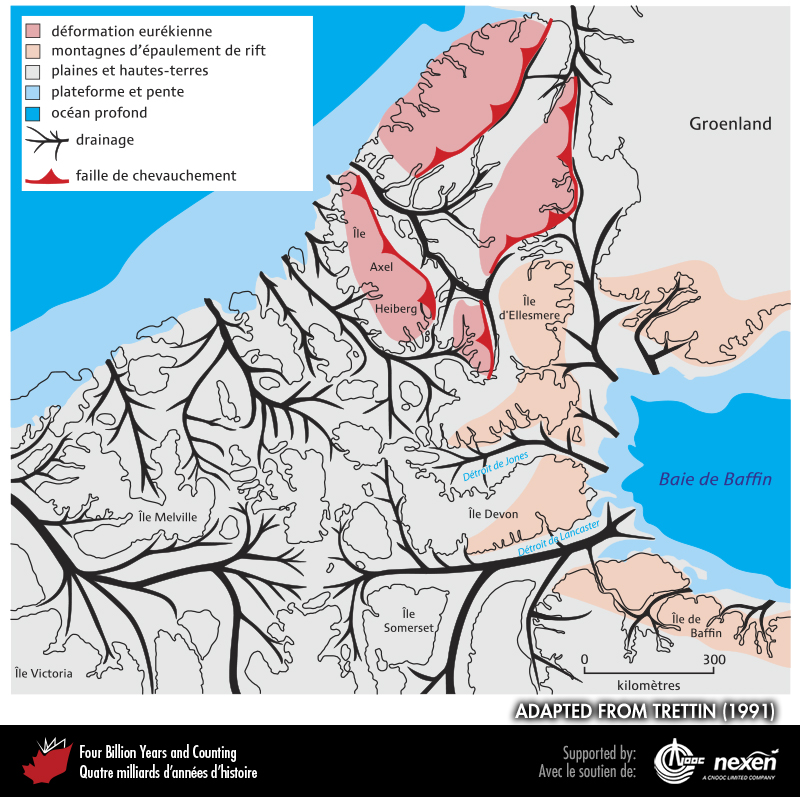 déformation eurékienne
montagnes d'épaulement de rift
plaines et hautes-terres
plateforme et pente
océan profond
drainage
faille de chevauchement
Groenland
Île
Axel
Heiberg
Île
d'Ellesmere
Baie de Baffin
Détroit de Jones
Île Melville
Île Devon
Détroit de Lancaster
Île
Somerset
Île de
Baffin
Île Victoria
0 300
kilomètres
ADAPTED FROM TRETTIN (1991)
Four Billion Years and Counting
Quatre milliards d'années d'histoire
Supported by:
Avec le soutien de:
cnooc nexen
A CNOOC LIMITED COMPANY